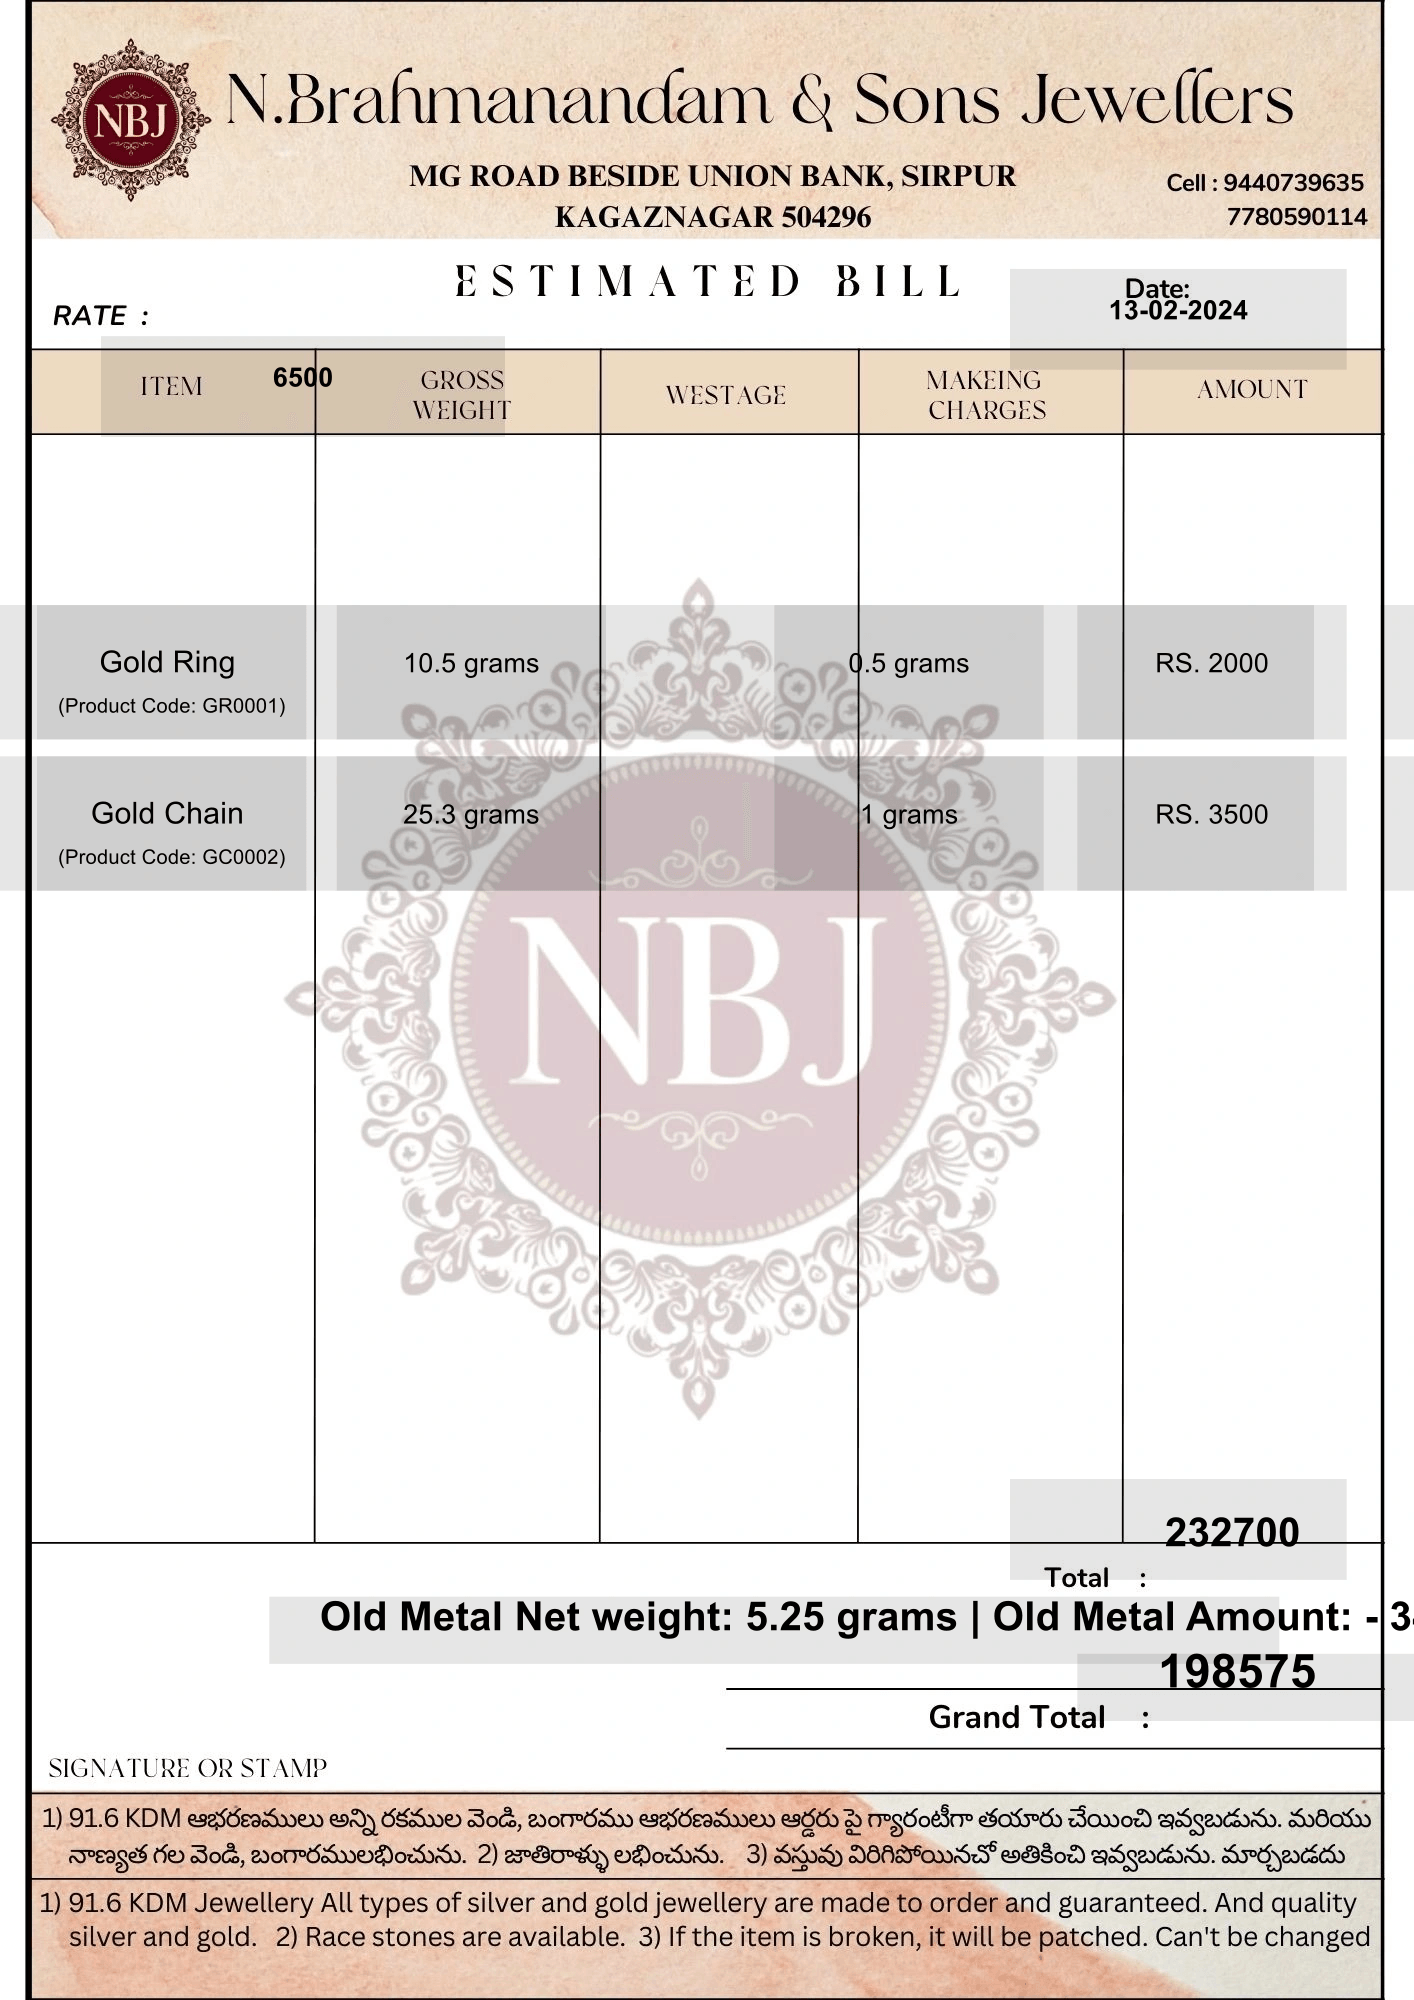 NBJ
N.Brahmanandam & Sons Jewellers
MG ROAD BESIDE UNION BANK, SIRPUR
KAGAZNAGAR 504296
Cell : 9440739635
7780590114
ESTIMATED BILL
Date:
13-02-2024
RATE :
6500
ITEM GROSS WEIGHT WESTAGE MAKEING CHARGES AMOUNT
Gold Ring 10.5 grams 0.5 grams RS. 2000
(Product Code: GR0001)
Gold Chain 25.3 grams 1 grams RS. 3500
(Product Code: GC0002)
NBJ
232700
Total :
Old Metal Net weight: 5.25 grams | Old Metal Amount: - 3
198575
Grand Total :
SIGNATURE OR STAMP
1) 91.6 KDM ఆభరణములు అన్ని రకముల వెండి, బంగారము ఆభరణములు ఆర్డరు పై గ్యారంటీగా తయారు చేయించి ఇవ్వబడును. మరియు
నాణ్యత గల వెండి, బంగారములభించును. 2) జాతిరాళ్ళు లభించును. 3) వస్తువు విరిగిపోయినచో అతికించి ఇవ్వబడును. మార్చబడదు
1) 91.6 KDM Jewellery All types of silver and gold jewellery are made to order and guaranteed. And quality
silver and gold. 2) Race stones are available. 3) If the item is broken, it will be patched. Can't be changed